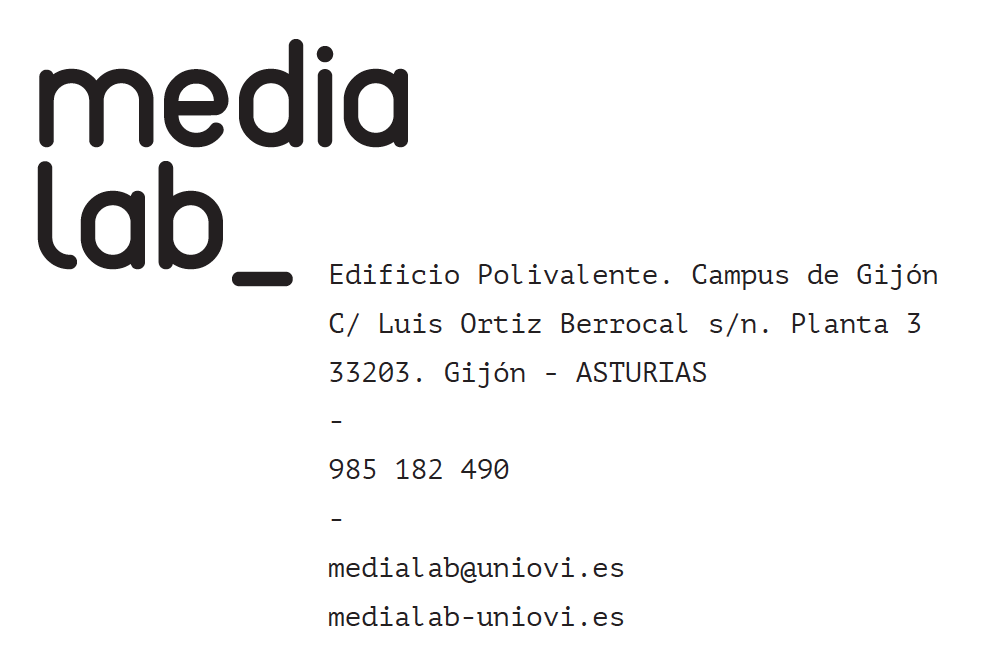 media
lab_
Edificio Polivalente. Campus de Gijón
C/ Luis Ortiz Berrocal s/n. Planta 3
33203. Gijón - ASTURIAS
-
985 182 490
-
medialab@uniovi.es
medialab-uniovi.es